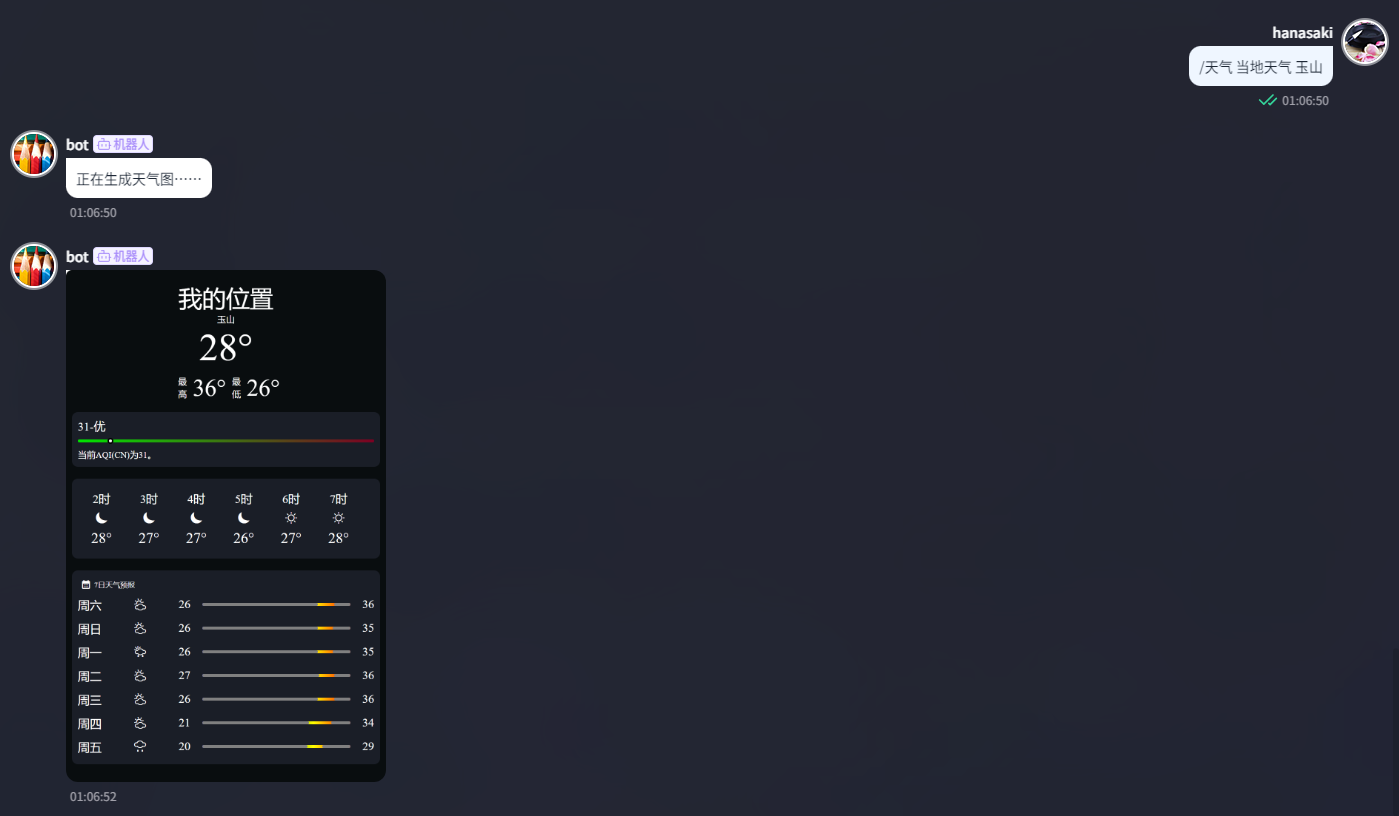 hanasaki
/天气 当地天气 玉山
01:06:50
bot 机器人
正在生成天气图……
01:06:50
bot 机器人
我的位置
玉山
28°
最高 36° 最低 26°
31-优
当前AQI(CN)为31。
2时 3时 4时 5时 6时 7时
28° 27° 27° 26° 27° 28°
7日天气预报
周六 26 36
周日 26 35
周一 26 35
周二 27 36
周三 26 36
周四 21 34
周五 20 29
01:06:52